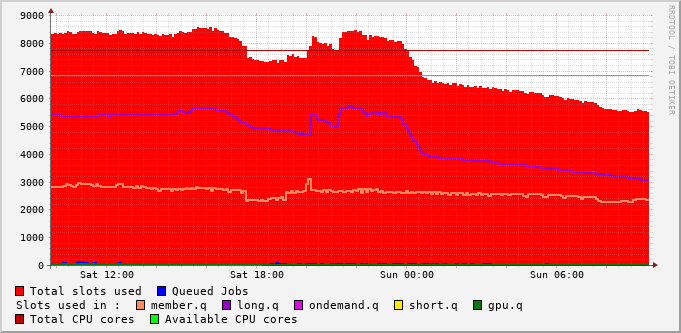 RRDTOOL / TOBI OETIKER
9000
8000
7000
6000
5000
4000
3000
2000
1000
0
Sat 12:00 Sat 18:00 Sun 00:00 Sun 06:00
Total slots used Queued Jobs
Slots used in : member.q long.q ondemand.q short.q gpu.q
Total CPU cores Available CPU cores